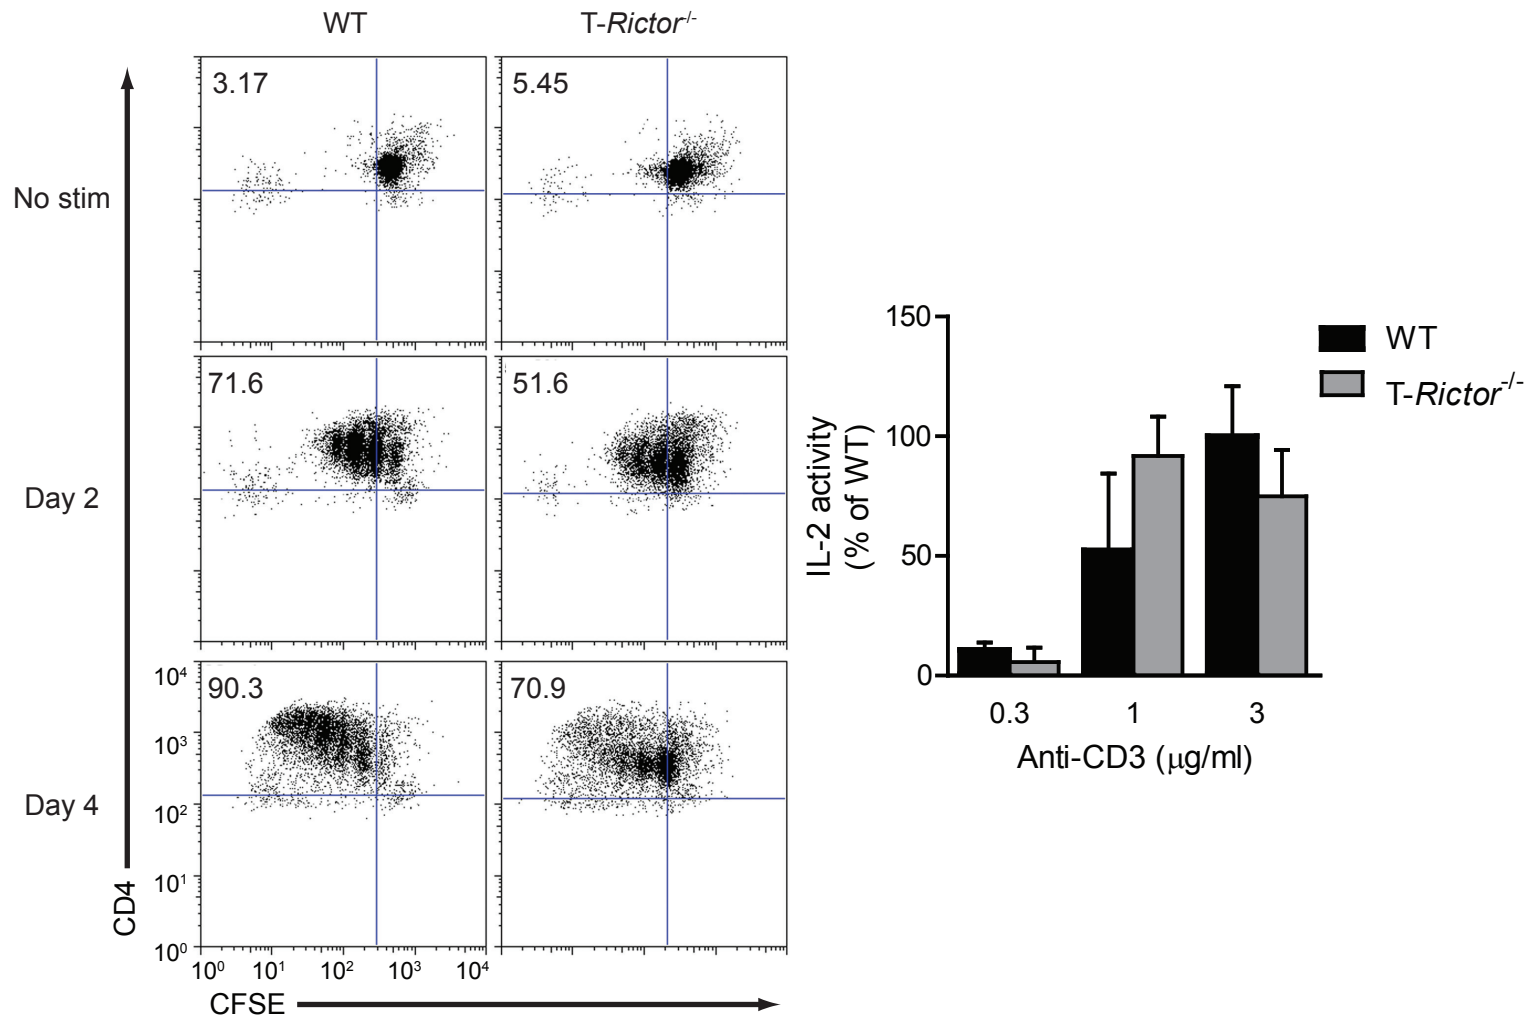 WT
T-Rictor-/-
No stim
3.17
5.45
Day 2
71.6
51.6
Day 4
90.3
70.9
10⁴
10³
10²
10¹
10⁰
CD4
10⁰ 10¹ 10² 10³ 10⁴
CFSE
IL-2 activity
(% of WT)
150
100
50
0
0.3 1 3
Anti-CD3 (μg/ml)
WT
T-Rictor-/-